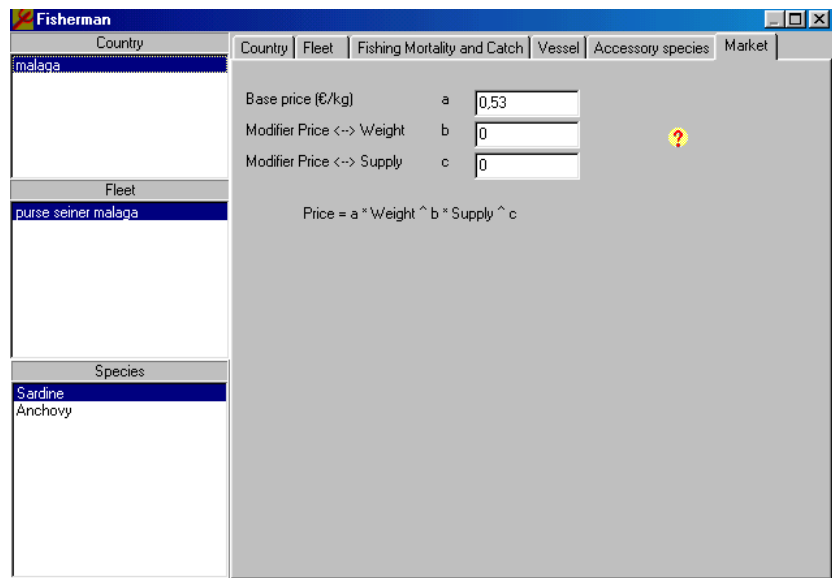 Fisherman
Country
malaga
Fleet
purse seiner malaga
Species
Sardine
Anchovy
Country Fleet Fishing Mortality and Catch Vessel Accessory species Market
Base price (€/kg) a 0,53
Modifier Price <--> Weight b 0
Modifier Price <--> Supply c 0
?
Price = a * Weight ^ b * Supply ^ c